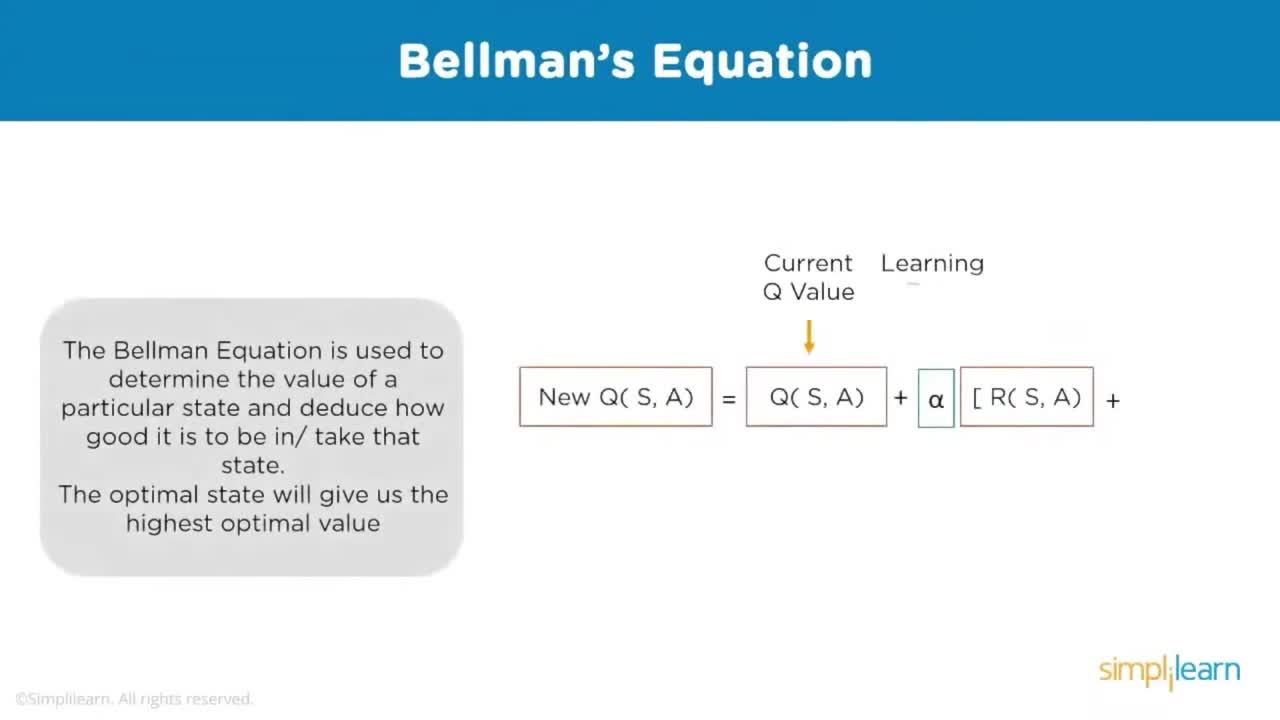 Bellman's Equation
The Bellman Equation is used to
determine the value of a
particular state and deduce how
good it is to be in/ take that
state.
The optimal state will give us the
highest optimal value
Current
Q Value
Learning
New Q( S, A) = Q( S, A) + α [ R( S, A) +
simplilearn
©Simplilearn. All rights reserved.